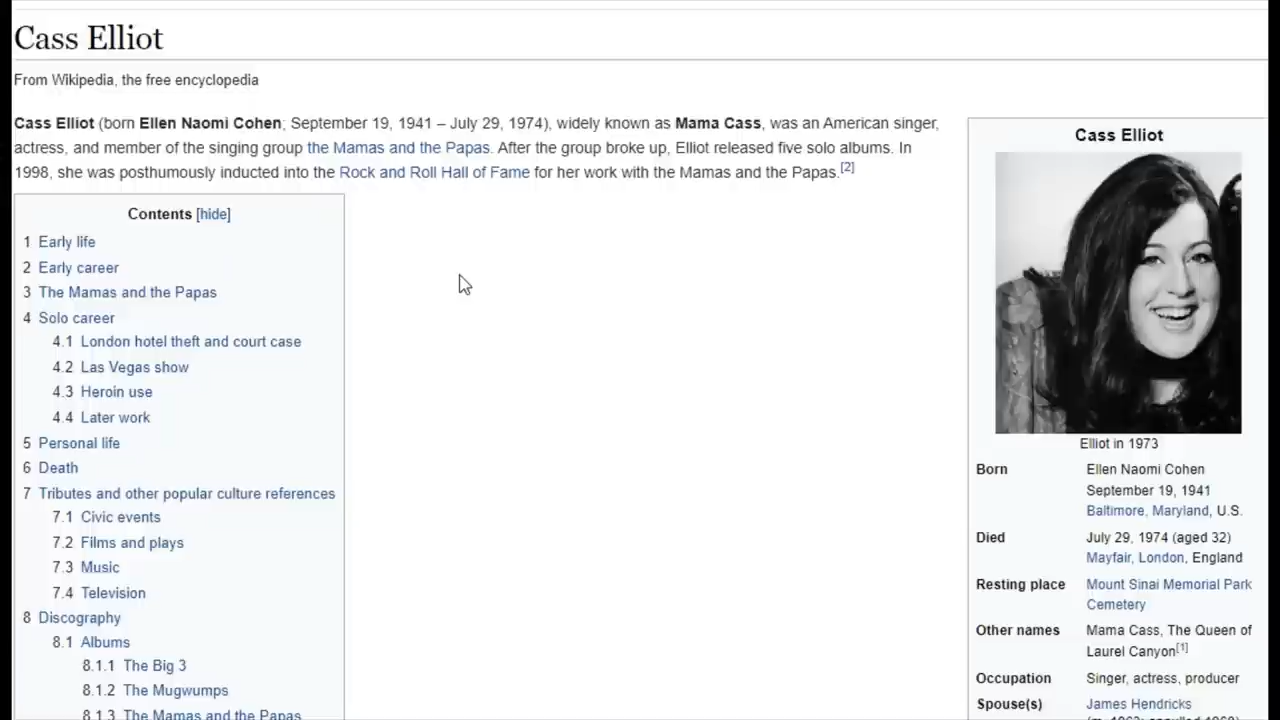 Cass Elliot
From Wikipedia, the free encyclopedia
Cass Elliot (born Ellen Naomi Cohen; September 19, 1941 – July 29, 1974), widely known as Mama Cass, was an American singer,
actress, and member of the singing group the Mamas and the Papas. After the group broke up, Elliot released five solo albums. In
1998, she was posthumously inducted into the Rock and Roll Hall of Fame for her work with the Mamas and the Papas.[2]
Contents [hide]
1 Early life
2 Early career
3 The Mamas and the Papas
4 Solo career
4.1 London hotel theft and court case
4.2 Las Vegas show
4.3 Heroin use
4.4 Later work
5 Personal life
6 Death
7 Tributes and other popular culture references
7.1 Civic events
7.2 Films and plays
7.3 Music
7.4 Television
8 Discography
8.1 Albums
8.1.1 The Big 3
8.1.2 The Mugwumps
8.1.3 The Mamas and the Papas
Cass Elliot
Elliot in 1973
Born Ellen Naomi Cohen
September 19, 1941
Baltimore, Maryland, U.S.
Died July 29, 1974 (aged 32)
Mayfair, London, England
Resting place Mount Sinai Memorial Park
Cemetery
Other names Mama Cass, The Queen of
Laurel Canyon[1]
Occupation Singer, actress, producer
Spouse(s) James Hendricks